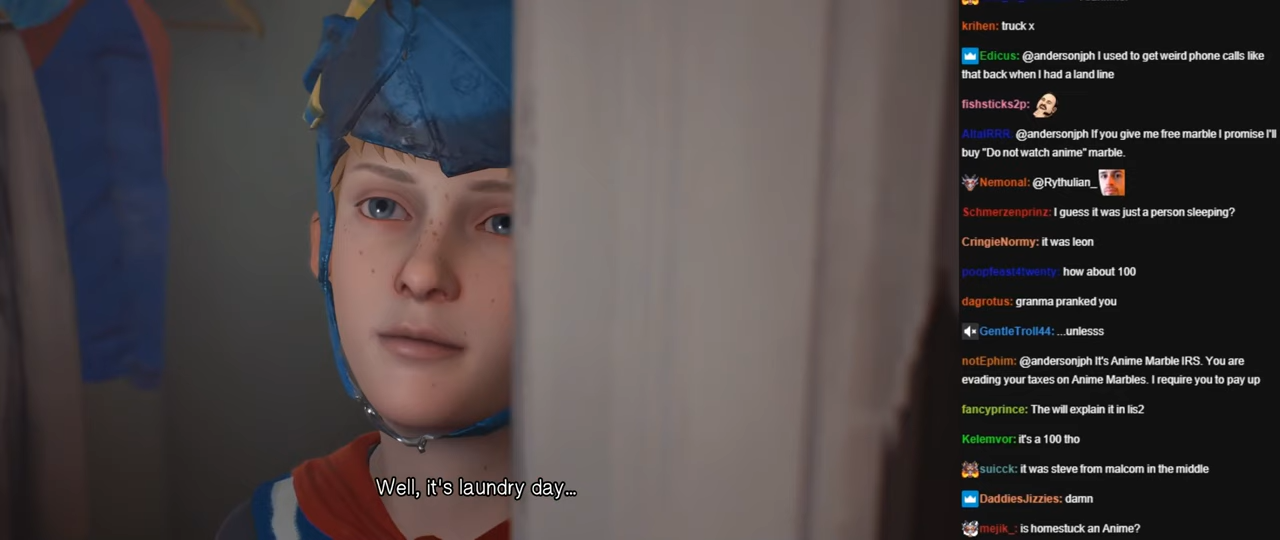 Well, it's laundry day...
krihen: truck x
Edicus: @andersonjph I used to get weird phone calls like
that back when I had a land line
fishsticks2p:
AltaIRRR: @andersonjph If you give me free marble I promise I'll
buy "Do not watch anime" marble.
Nemonal: @Rythulian_
Schmerzenprinz: I guess it was just a person sleeping?
CringieNormy: it was leon
poopfeast4twenty: how about 100
dagrotus: granma pranked you
GentleTroll44: ...unlesss
notEphim: @andersonjph It's Anime Marble IRS. You are
evading your taxes on Anime Marbles. I require you to pay up
fancyprince: The will explain it in lis2
Kelemvor: it's a 100 tho
suicck: it was steve from malcom in the middle
DaddiesJizzies: damn
mejik_: is homestuck an Anime?